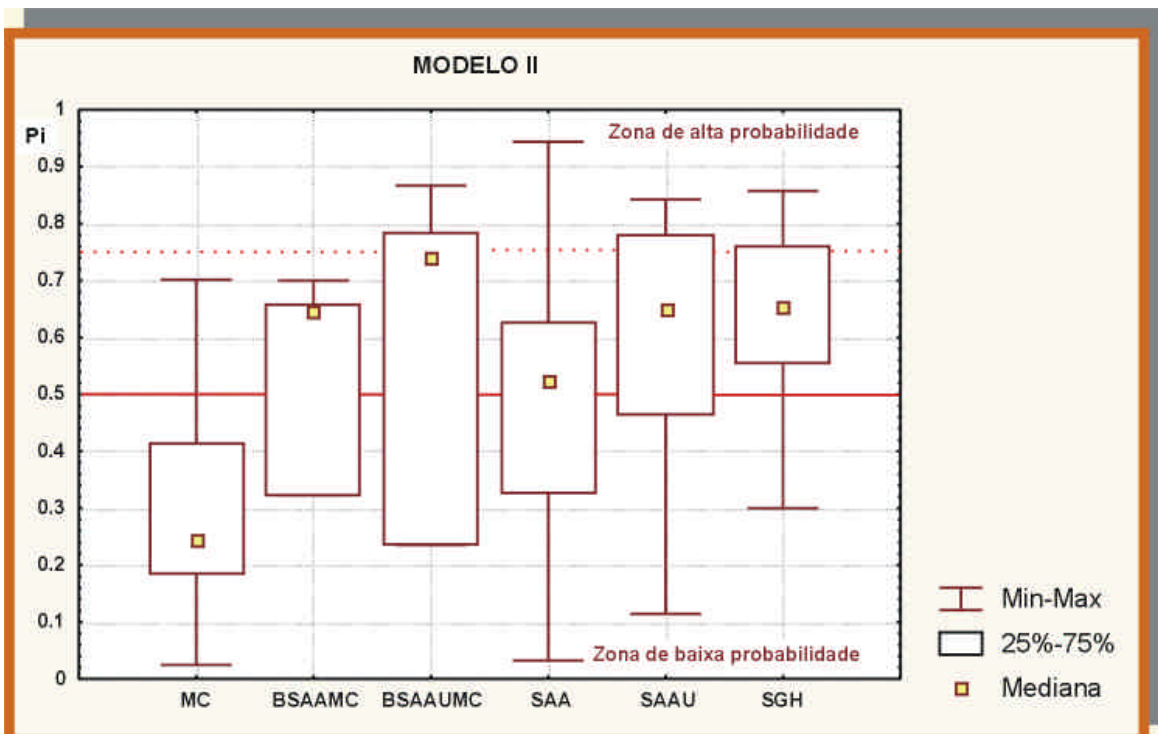 MODELO II
Pi
1
0.9
0.8
0.7
0.6
0.5
0.4
0.3
0.2
0.1
0
Zona de alta probabilidade
Zona de baixa probabilidade
MC BSAAMC BSAAUMC SAA SAAU SGH
Min-Max
25%-75%
Mediana